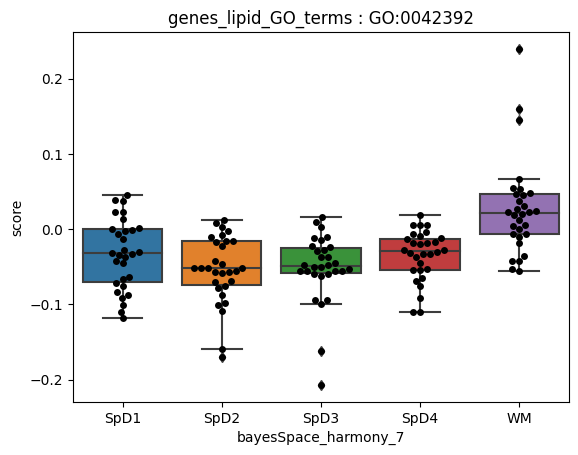 genes_lipid_GO_terms : GO:0042392
score
0.2
0.1
0.0
−0.1
−0.2
SpD1 SpD2 SpD3 SpD4 WM
bayesSpace_harmony_7